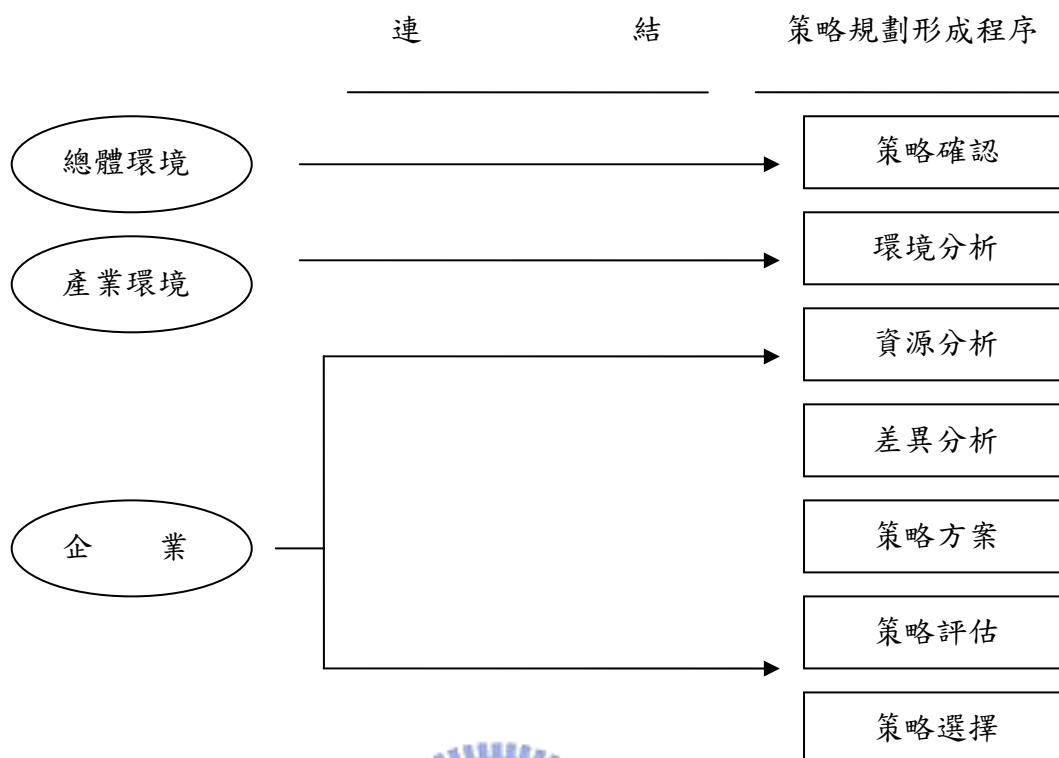 連 結 策略規劃形成程序
總體環境
策略確認
產業環境
環境分析
資源分析
差異分析
企 業
策略方案
策略評估
策略選擇